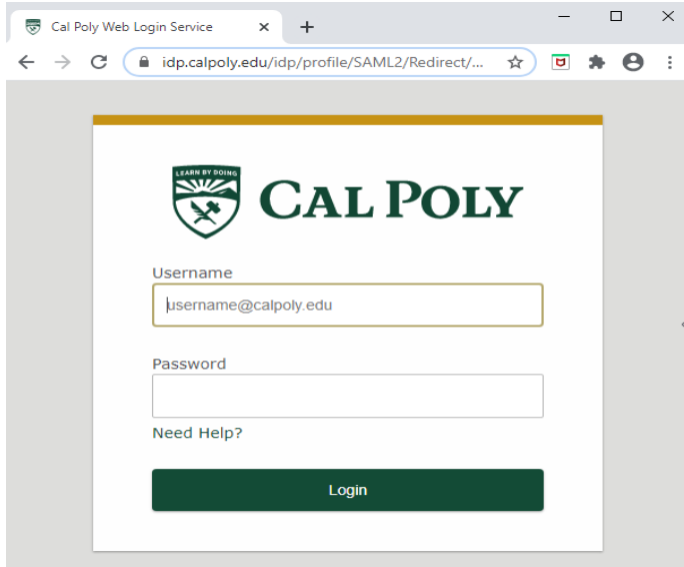 Cal Poly Web Login Service
idp.calpoly.edu/idp/profile/SAML2/Redirect/...
LEARN BY DOING
CAL POLY
Username
username@calpoly.edu
Password
Need Help?
Login